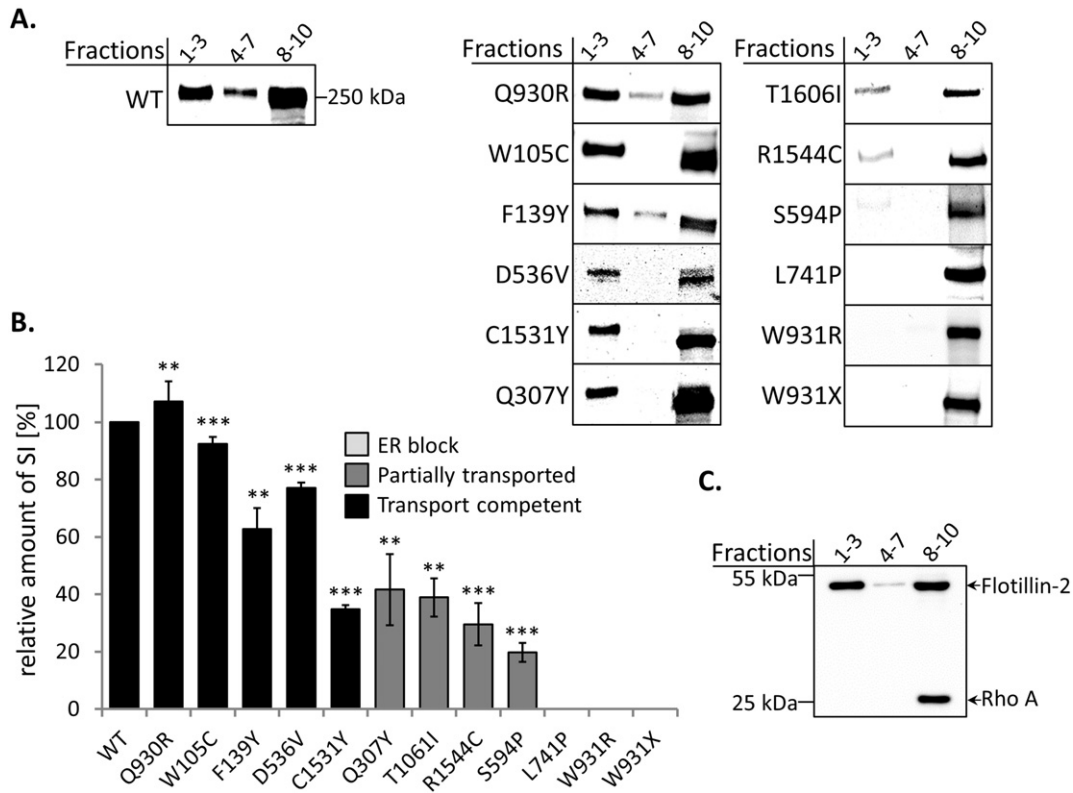 A.
Fractions 1-3 4-7 8-10
WT 250 kDa
Fractions 1-3 4-7 8-10
Q930R
W105C
F139Y
D536V
C1531Y
Q307Y
Fractions 1-3 4-7 8-10
T1606I
R1544C
S594P
L741P
W931R
W931X
B.
relative amount of SI [%]
120
100
80
60
40
20
0
** *** ** *** *** ** ** *** ***
ER block
Partially transported
Transport competent
WT Q930R W105C F139Y D536V C1531Y Q307Y T1061I R1544C S594P L741P W931R W931X
C.
Fractions 1-3 4-7 8-10
55 kDa Flotillin-2
25 kDa Rho A